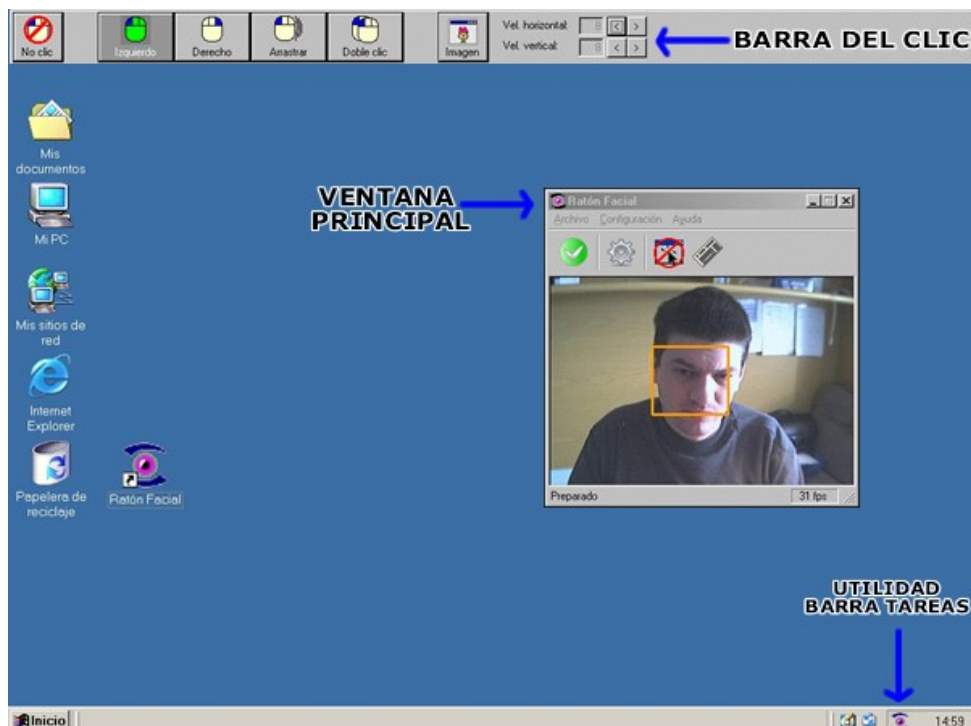 No clic
Izquierdo
Derecho
Arrastrar
Doble clic
Imagen
Vel. horizontal: 8 < >
Vel. vertical: 8 < >
BARRA DEL CLIC
Mis
documentos
Mi PC
Mis sitios de
red
Internet
Explorer
Papelera de
reciclaje
Ratón Facial
VENTANA
PRINCIPAL
Ratón Facial
Archivo Configuración Ayuda
Preparado 31 fps
UTILIDAD
BARRA TAREAS
Inicio 14:59